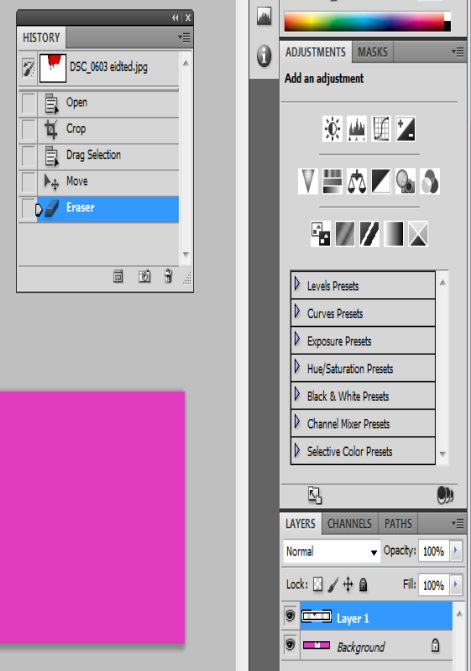 HISTORY
DSC_0603 eidted.jpg
Open
Crop
Drag Selection
Move
Eraser
ADJUSTMENTS MASKS
Add an adjustment
Levels Presets
Curves Presets
Exposure Presets
Hue/Saturation Presets
Black & White Presets
Channel Mixer Presets
Selective Color Presets
LAYERS CHANNELS PATHS
Normal Opacity: 100%
Lock: Fill: 100%
Layer 1
Background